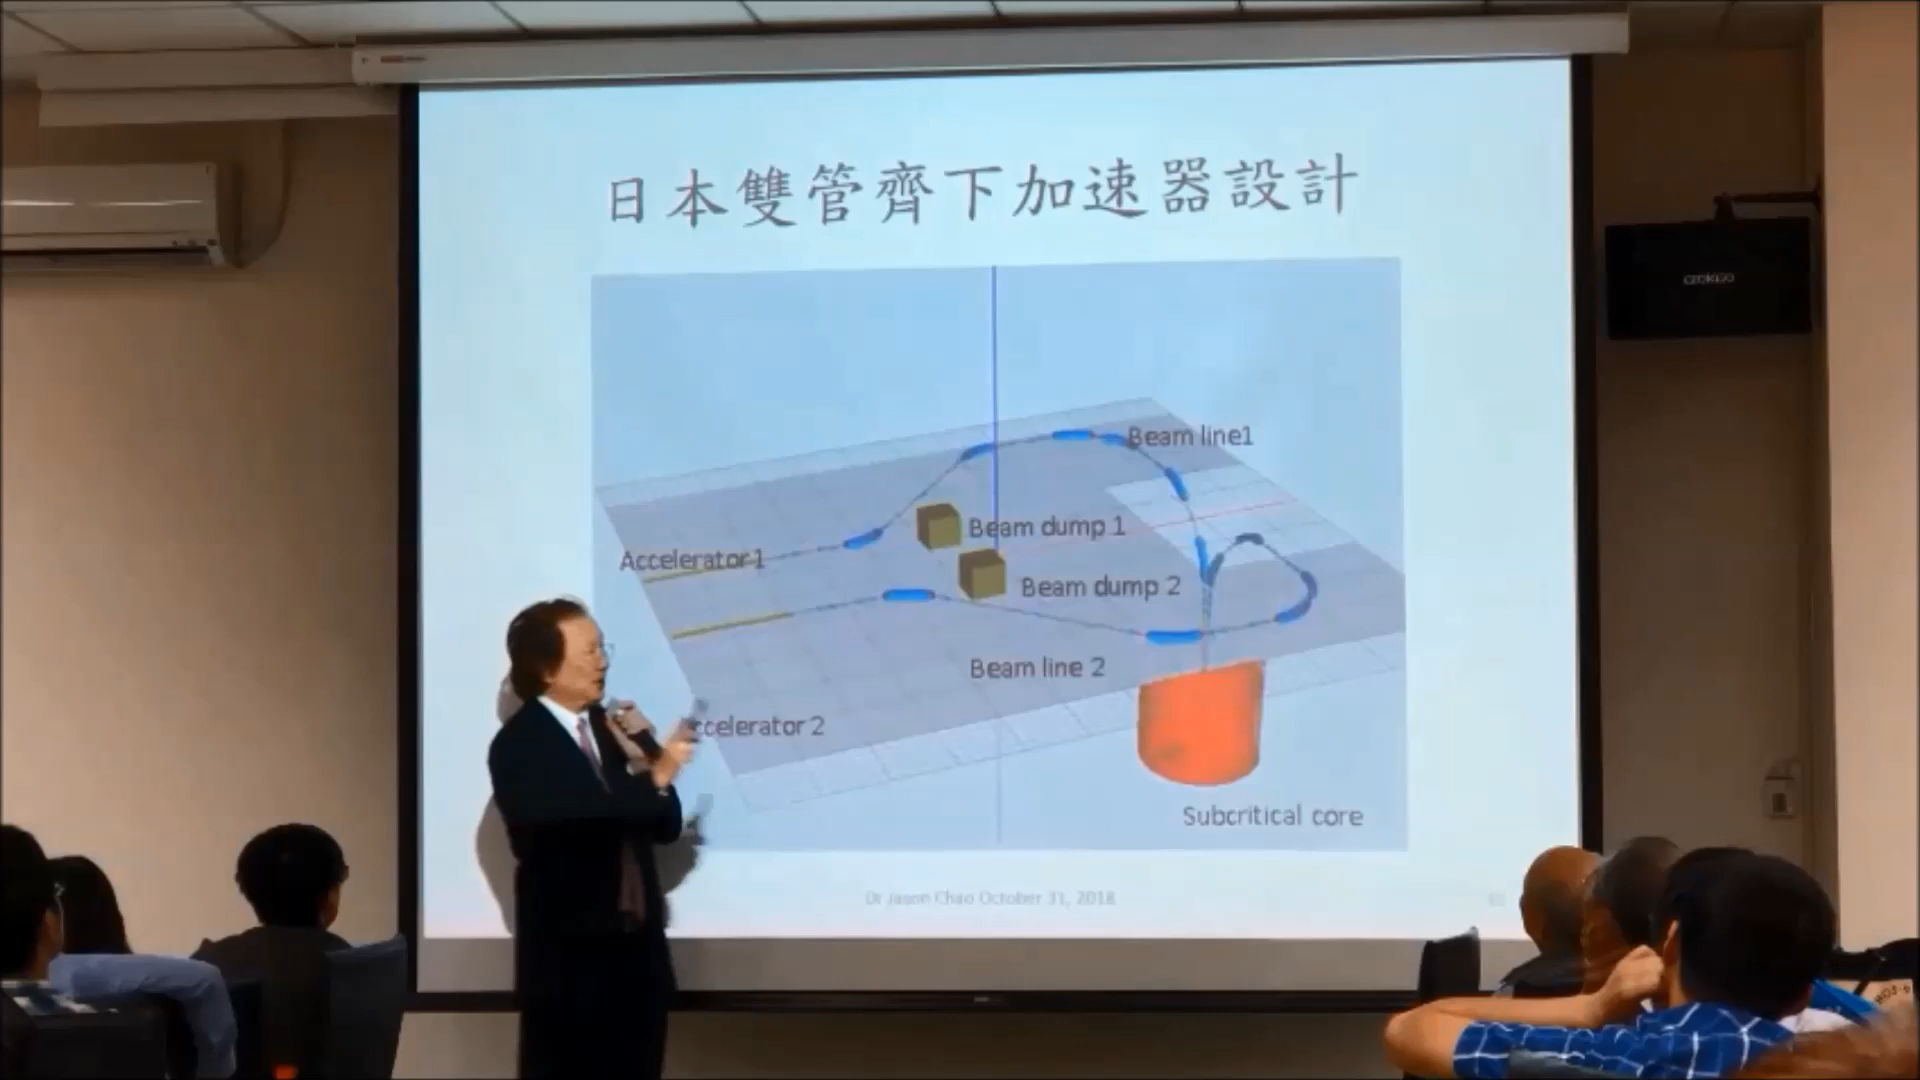 日本雙管齊下加速器設計
Beam line1
Beam dump 1
Accelerator 1
Beam dump 2
Beam line 2
ccelerator 2
Subcritical core
Dr Jason Chao October 31, 2018